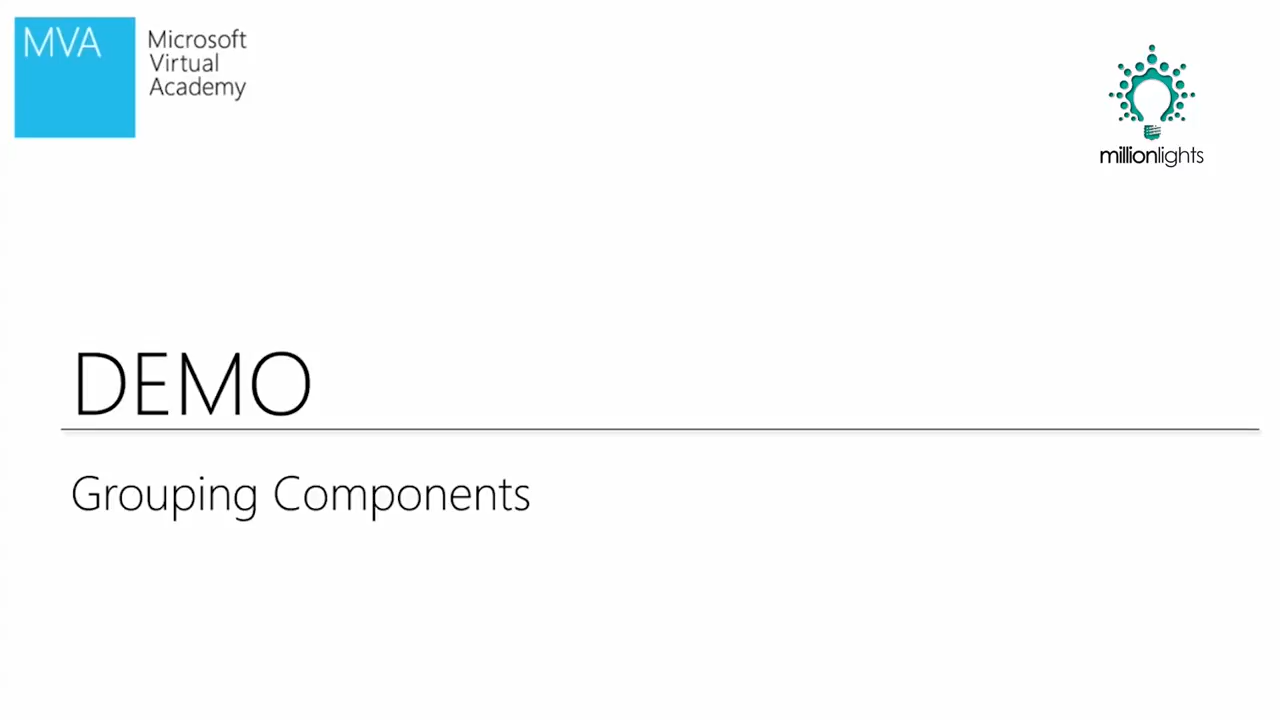 MVA
Microsoft
Virtual
Academy
millionlights
DEMO
Grouping Components